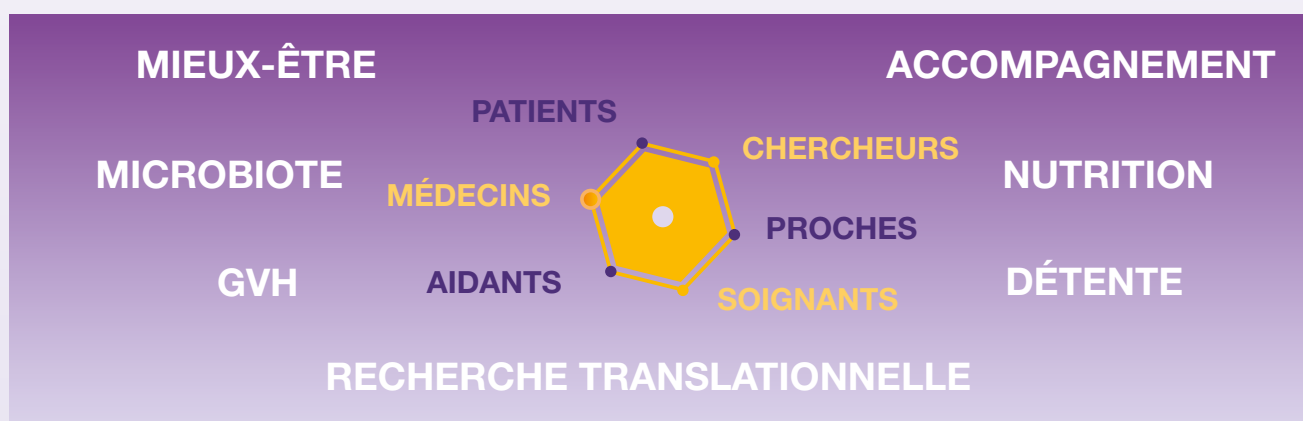 MIEUX-ÊTRE
ACCOMPAGNEMENT
PATIENTS
CHERCHEURS
MICROBIOTE
NUTRITION
MÉDECINS
PROCHES
GVH
AIDANTS
DÉTENTE
SOIGNANTS
RECHERCHE TRANSLATIONNELLE